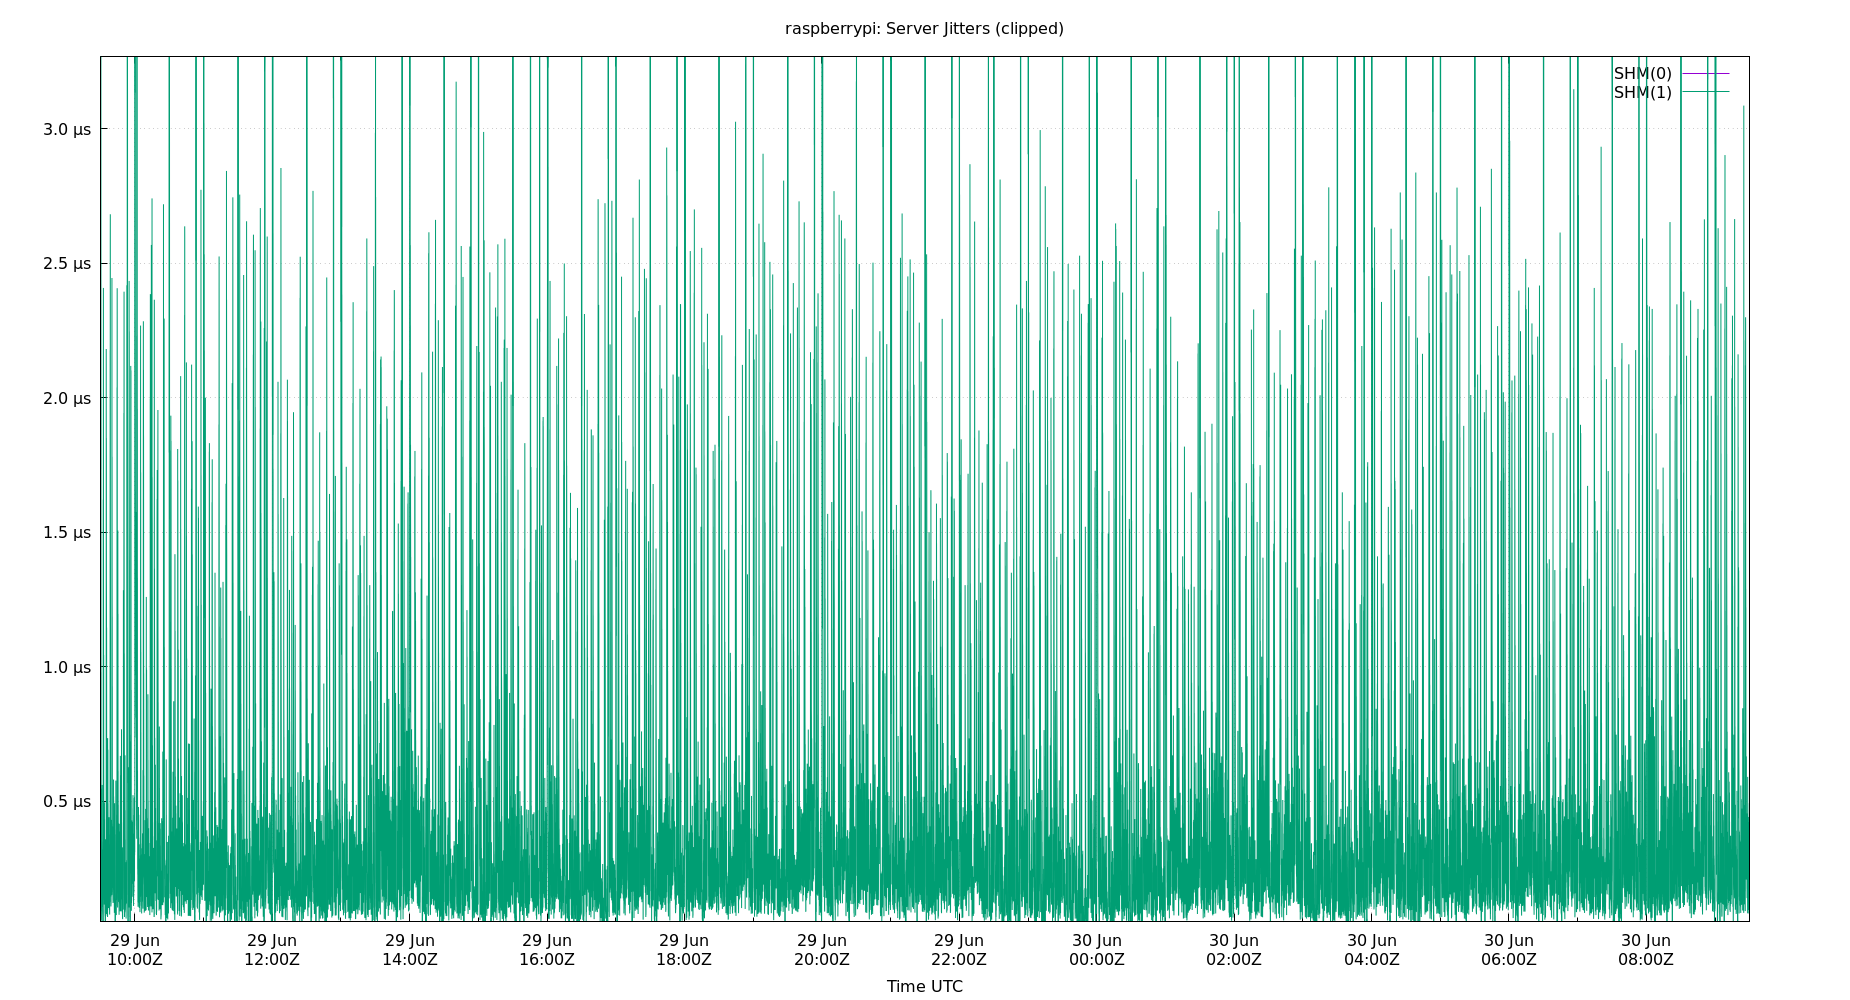 raspberrypi: Server Jitters (clipped)
SHM(0)
SHM(1)
3.0 µs
2.5 µs
2.0 µs
1.5 µs
1.0 µs
0.5 µs
29 Jun 29 Jun 29 Jun 29 Jun 29 Jun 29 Jun 29 Jun 30 Jun 30 Jun 30 Jun 30 Jun 30 Jun
10:00Z 12:00Z 14:00Z 16:00Z 18:00Z 20:00Z 22:00Z 00:00Z 02:00Z 04:00Z 06:00Z 08:00Z
Time UTC